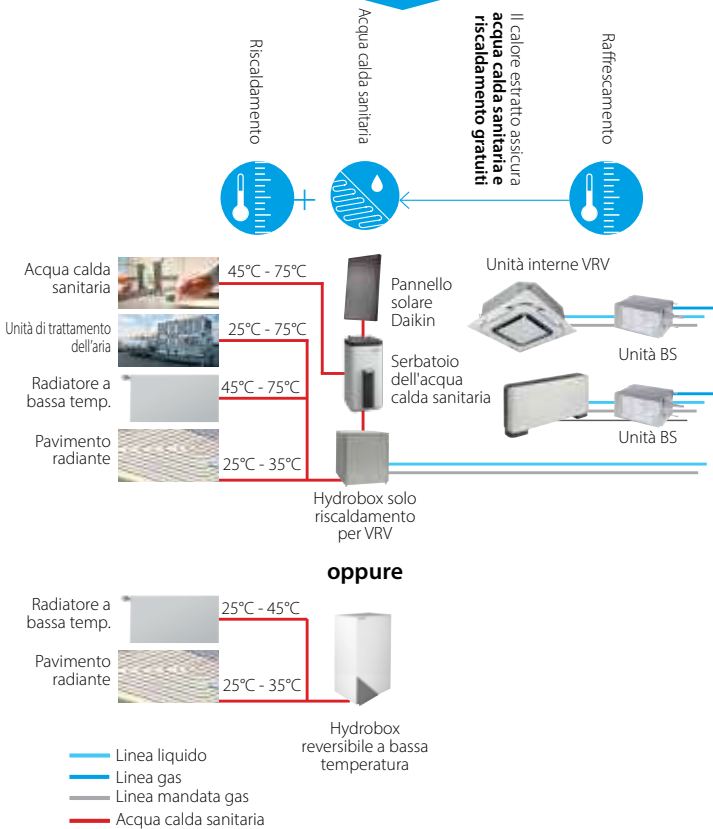 Riscaldamento
Acqua calda sanitaria
Il calore estratto assicura
acqua calda sanitaria e
riscaldamento gratuiti
Raffrescamento
Acqua calda
sanitaria
45°C - 75°C
Unità di trattamento
dell'aria
25°C - 75°C
Radiatore a
bassa temp.
45°C - 75°C
Pavimento
radiante
25°C - 35°C
Pannello
solare
Daikin
Serbatoio
dell'acqua
calda sanitaria
Hydrobox solo
riscaldamento
per VRV
Unità interne VRV
Unità BS
Unità BS
oppure
Radiatore a
bassa temp.
25°C - 45°C
Pavimento
radiante
25°C - 35°C
Hydrobox
reversibile a bassa
temperatura
Linea liquido
Linea gas
Linea mandata gas
Acqua calda sanitaria